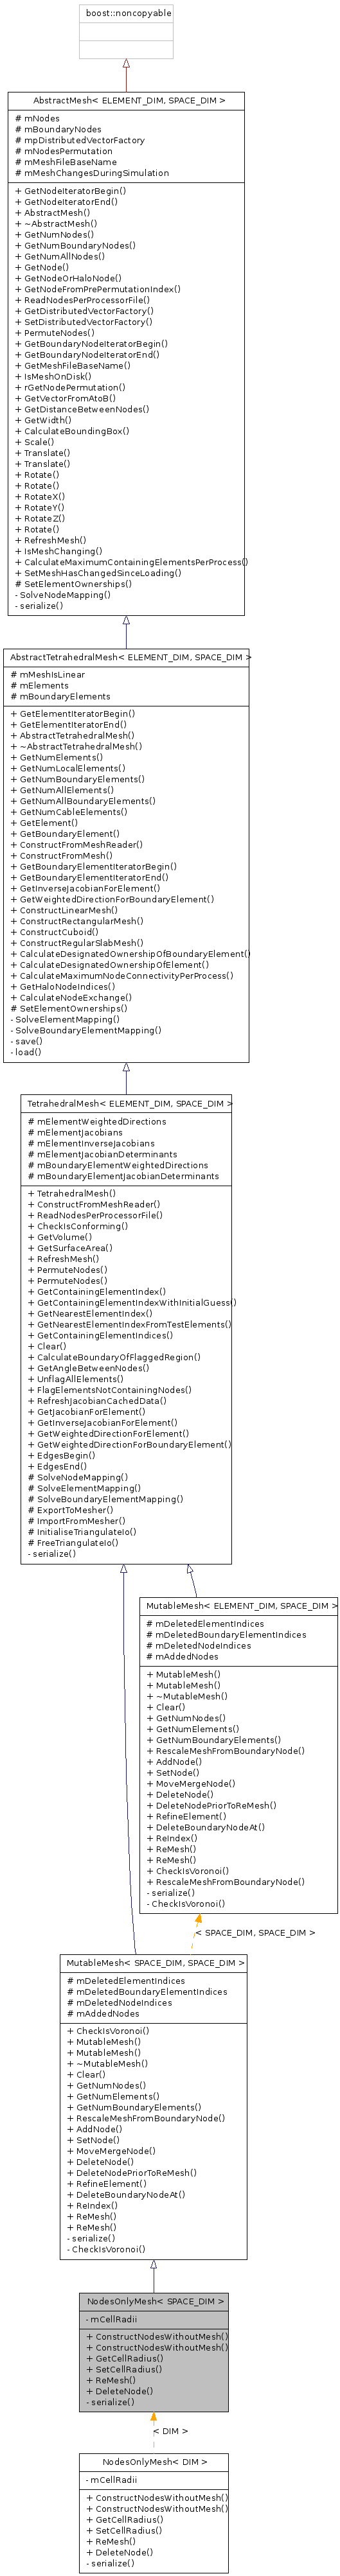 boost::noncopyable
AbstractMesh< ELEMENT_DIM, SPACE_DIM >
# mNodes
# mBoundaryNodes
# mpDistributedVectorFactory
# mNodesPermutation
# mMeshFileBaseName
# mMeshChangesDuringSimulation
+ GetNodeIteratorBegin()
+ GetNodeIteratorEnd()
+ AbstractMesh()
+ ~AbstractMesh()
+ GetNumNodes()
+ GetNumBoundaryNodes()
+ GetNumAllNodes()
+ GetNode()
+ GetNodeOrHaloNode()
+ GetNodeFromPrePermutationIndex()
+ ReadNodesPerProcessorFile()
+ GetDistributedVectorFactory()
+ SetDistributedVectorFactory()
+ PermuteNodes()
+ GetBoundaryNodeIteratorBegin()
+ GetBoundaryNodeIteratorEnd()
+ GetMeshFileBaseName()
+ IsMeshOnDisk()
+ rGetNodePermutation()
+ GetVectorFromAtoB()
+ GetDistanceBetweenNodes()
+ GetWidth()
+ CalculateBoundingBox()
+ Scale()
+ Translate()
+ Translate()
+ Rotate()
+ Rotate()
+ RotateX()
+ RotateY()
+ RotateZ()
+ Rotate()
+ RefreshMesh()
+ IsMeshChanging()
+ CalculateMaximumContainingElementsPerProcess()
+ SetMeshHasChangedSinceLoading()
# SetElementOwnerships()
- SolveNodeMapping()
- serialize()
AbstractTetrahedralMesh< ELEMENT_DIM, SPACE_DIM >
# mMeshIsLinear
# mElements
# mBoundaryElements
+ GetElementIteratorBegin()
+ GetElementIteratorEnd()
+ AbstractTetrahedralMesh()
+ ~AbstractTetrahedralMesh()
+ GetNumElements()
+ GetNumLocalElements()
+ GetNumBoundaryElements()
+ GetNumAllElements()
+ GetNumAllBoundaryElements()
+ GetNumCableElements()
+ GetElement()
+ GetBoundaryElement()
+ ConstructFromMeshReader()
+ ConstructFromMesh()
+ GetBoundaryElementIteratorBegin()
+ GetBoundaryElementIteratorEnd()
+ GetInverseJacobianForElement()
+ GetWeightedDirectionForBoundaryElement()
+ ConstructLinearMesh()
+ ConstructRectangularMesh()
+ ConstructCuboid()
+ ConstructRegularSlabMesh()
+ CalculateDesignatedOwnershipOfBoundaryElement()
+ CalculateDesignatedOwnershipOfElement()
+ CalculateMaximumNodeConnectivityPerProcess()
+ GetHaloNodeIndices()
+ CalculateNodeExchange()
# SetElementOwnerships()
- SolveElementMapping()
- SolveBoundaryElementMapping()
- save()
- load()
TetrahedralMesh< ELEMENT_DIM, SPACE_DIM >
# mElementWeightedDirections
# mElementJacobians
# mElementInverseJacobians
# mElementJacobianDeterminants
# mBoundaryElementWeightedDirections
# mBoundaryElementJacobianDeterminants
+ TetrahedralMesh()
+ ConstructFromMeshReader()
+ ReadNodesPerProcessorFile()
+ CheckIsConforming()
+ GetVolume()
+ GetSurfaceArea()
+ RefreshMesh()
+ PermuteNodes()
+ PermuteNodes()
+ GetContainingElementIndex()
+ GetContainingElementIndexWithInitialGuess()
+ GetNearestElementIndex()
+ GetNearestElementIndexFromTestElements()
+ GetContainingElementIndices()
+ Clear()
+ CalculateBoundaryOfFlaggedRegion()
+ GetAngleBetweenNodes()
+ UnflagAllElements()
+ FlagElementsNotContainingNodes()
+ RefreshJacobianCachedData()
+ GetJacobianForElement()
+ GetInverseJacobianForElement()
+ GetWeightedDirectionForElement()
+ GetWeightedDirectionForBoundaryElement()
+ EdgesBegin()
+ EdgesEnd()
# SolveNodeMapping()
# SolveElementMapping()
# SolveBoundaryElementMapping()
# ExportToMesher()
# ImportFromMesher()
# InitialiseTriangulateIo()
# FreeTriangulateIo()
- serialize()
MutableMesh< ELEMENT_DIM, SPACE_DIM >
# mDeletedElementIndices
# mDeletedBoundaryElementIndices
# mDeletedNodeIndices
# mAddedNodes
+ MutableMesh()
+ MutableMesh()
+ ~MutableMesh()
+ Clear()
+ GetNumNodes()
+ GetNumElements()
+ GetNumBoundaryElements()
+ RescaleMeshFromBoundaryNode()
+ AddNode()
+ SetNode()
+ MoveMergeNode()
+ DeleteNode()
+ DeleteNodePriorToReMesh()
+ RefineElement()
+ DeleteBoundaryNodeAt()
+ ReIndex()
+ ReMesh()
+ ReMesh()
+ CheckIsVoronoi()
+ RescaleMeshFromBoundaryNode()
- serialize()
- CheckIsVoronoi()
< SPACE_DIM, SPACE_DIM >
MutableMesh< SPACE_DIM, SPACE_DIM >
# mDeletedElementIndices
# mDeletedBoundaryElementIndices
# mDeletedNodeIndices
# mAddedNodes
+ CheckIsVoronoi()
+ MutableMesh()
+ MutableMesh()
+ ~MutableMesh()
+ Clear()
+ GetNumNodes()
+ GetNumElements()
+ GetNumBoundaryElements()
+ RescaleMeshFromBoundaryNode()
+ AddNode()
+ SetNode()
+ MoveMergeNode()
+ DeleteNode()
+ DeleteNodePriorToReMesh()
+ RefineElement()
+ DeleteBoundaryNodeAt()
+ ReIndex()
+ ReMesh()
+ ReMesh()
- serialize()
- CheckIsVoronoi()
NodesOnlyMesh< SPACE_DIM >
- mCellRadii
+ ConstructNodesWithoutMesh()
+ ConstructNodesWithoutMesh()
+ GetCellRadius()
+ SetCellRadius()
+ ReMesh()
+ DeleteNode()
- serialize()
< DIM >
NodesOnlyMesh< DIM >
- mCellRadii
+ ConstructNodesWithoutMesh()
+ ConstructNodesWithoutMesh()
+ GetCellRadius()
+ SetCellRadius()
+ ReMesh()
+ DeleteNode()
- serialize()